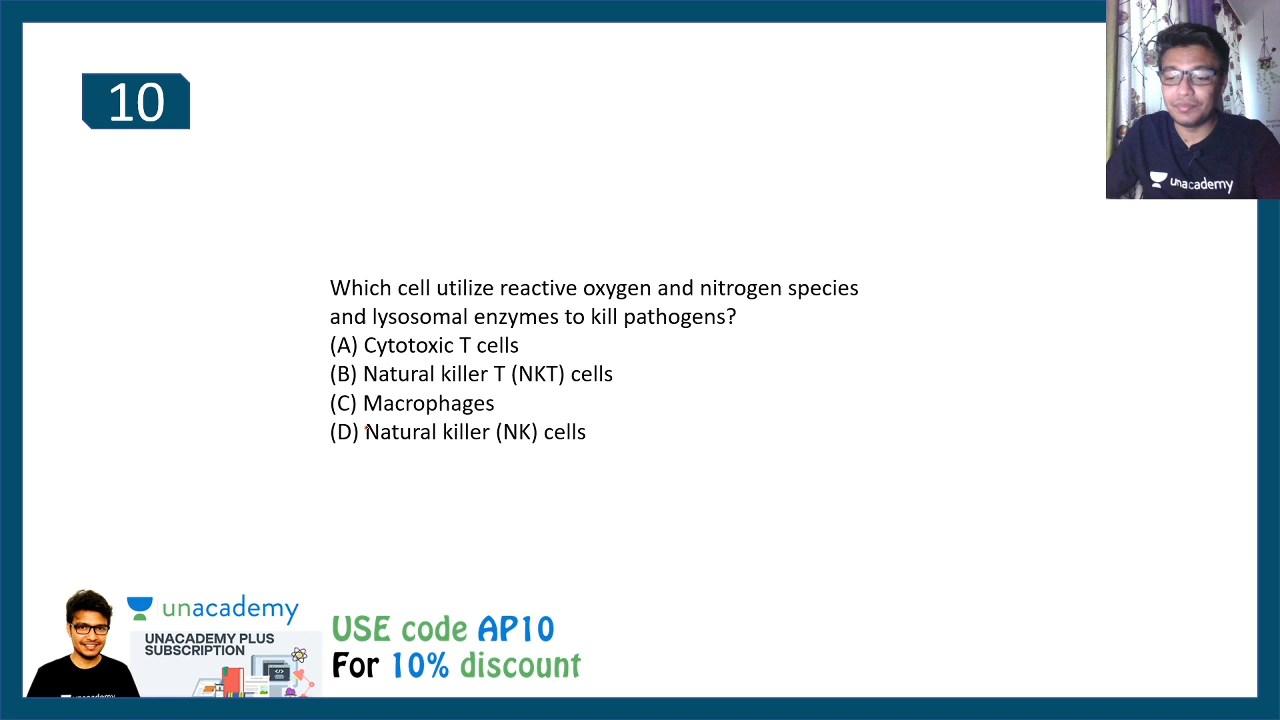 10
unacademy
Which cell utilize reactive oxygen and nitrogen species
and lysosomal enzymes to kill pathogens?
(A) Cytotoxic T cells
(B) Natural killer T (NKT) cells
(C) Macrophages
(D) Natural killer (NK) cells
unacademy
UNACADEMY PLUS
SUBSCRIPTION
USE code AP10
For 10% discount